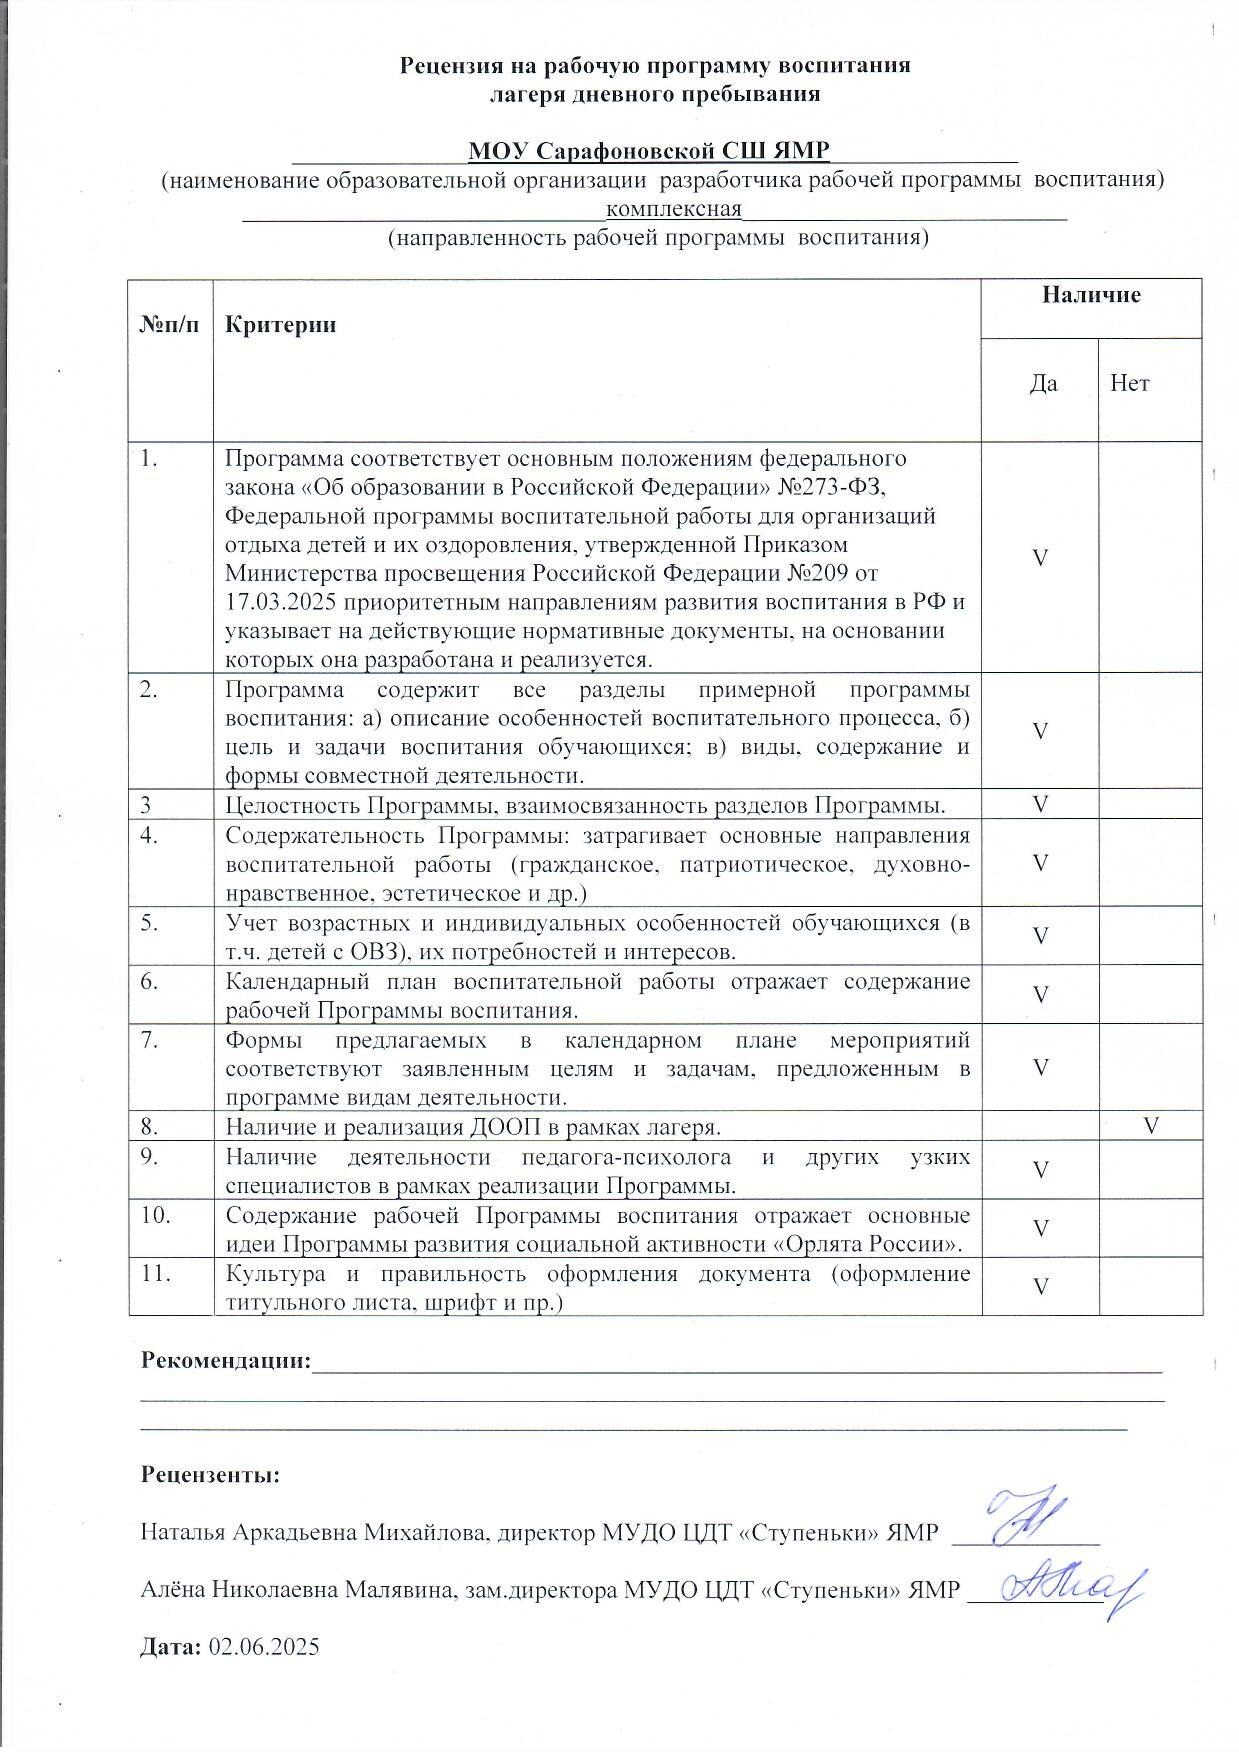 Рецензия на рабочую программу воспитания
лагеря дневного пребывания
МОУ Сарафоновской СШ ЯМР
(наименование образовательной организации разработчика рабочей программы воспитания)
комплексная
(направленность рабочей программы воспитания)
№п/п Критерии Наличие
Да Нет
1. Программа соответствует основным положениям федерального
закона «Об образовании в Российской Федерации» №273-ФЗ,
Федеральной программы воспитательной работы для организаций
отдыха детей и их оздоровления, утвержденной Приказом
Министерства просвещения Российской Федерации №209 от
17.03.2025 приоритетным направлениям развития воспитания в РФ и
указывает на действующие нормативные документы, на основании
которых она разработана и реализуется.
V
2. Программа содержит все разделы примерной программы
воспитания: а) описание особенностей воспитательного процесса, б)
цель и задачи воспитания обучающихся; в) виды, содержание и
формы совместной деятельности.
V
3 Целостность Программы, взаимосвязанность разделов Программы. V
4. Содержательность Программы: затрагивает основные направления
воспитательной работы (гражданское, патриотическое, духовно-
нравственное, эстетическое и др.)
V
5. Учет возрастных и индивидуальных особенностей обучающихся (в
т.ч. детей с ОВЗ), их потребностей и интересов.
V
6. Календарный план воспитательной работы отражает содержание
рабочей Программы воспитания.
V
7. Формы предлагаемых в календарном плане мероприятий
соответствуют заявленным целям и задачам, предложенным в
программе видам деятельности.
V
8. Наличие и реализация ДООП в рамках лагеря. V
9. Наличие деятельности педагога-психолога и других узких
специалистов в рамках реализации Программы.
V
10. Содержание рабочей Программы воспитания отражает основные
идеи Программы развития социальной активности «Орлята России».
V
11. Культура и правильность оформления документа (оформление
титульного листа, шрифт и пр.)
V
Рекомендации:
Рецензенты:
Наталья Аркадьевна Михайлова, директор МУДО ЦДТ «Ступеньки» ЯМР
Алёна Николаевна Малявина, зам.директора МУДО ЦДТ «Ступеньки» ЯМР
Дата: 02.06.2025